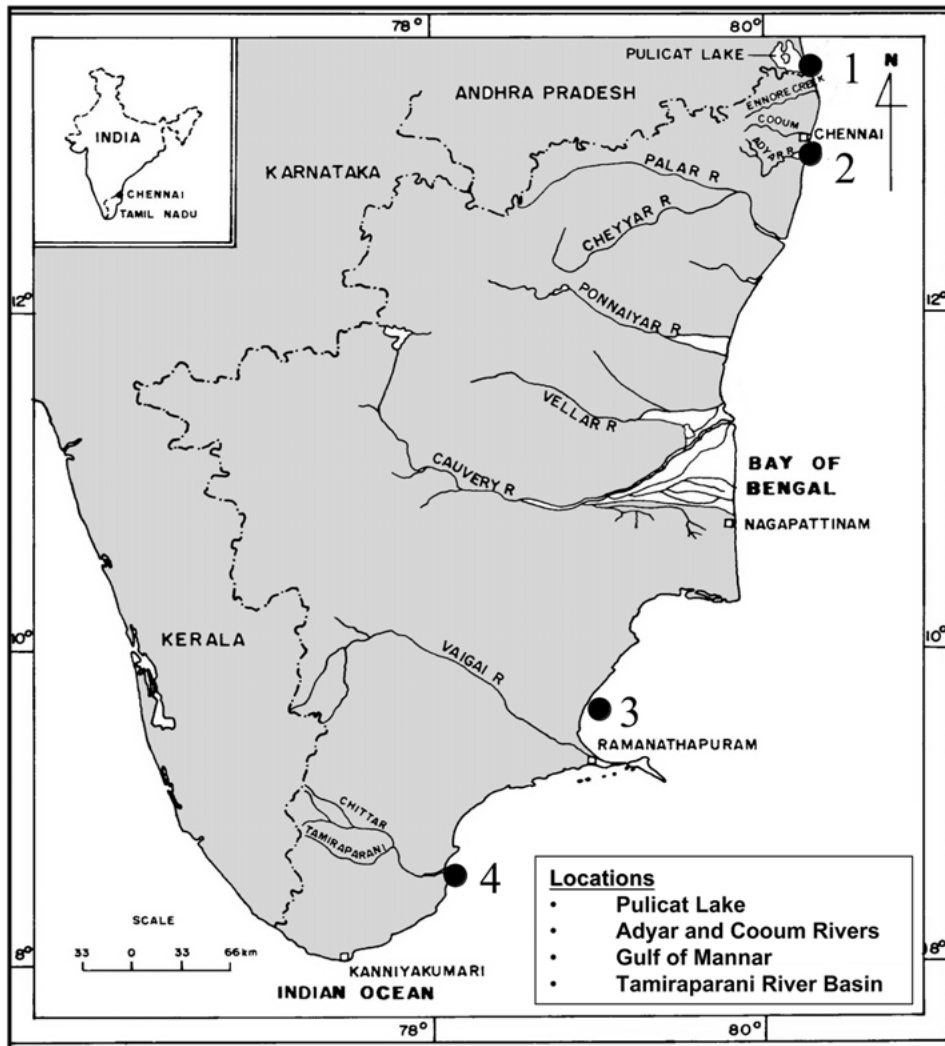 78°
80°
PULICAT LAKE
1
N
ENNORE CREEK
ANDHRA PRADESH
COOUM
CHENNAI
INDIA
ADYAR R
2
KARNATAKA
PALAR R
CHENNAI
TAMIL NADU
CHEYYAR R
12°
12°
PONNAIYAR R
VELLAR R
CAUVERY R
BAY OF
BENGAL
NAGAPATTINAM
10°
10°
KERALA
VAIGAI R
3
RAMANATHAPURAM
CHITTAR
TAMIRAPARANI
4
Locations
• Pulicat Lake
• Adyar and Cooum Rivers
• Gulf of Mannar
• Tamiraparani River Basin
SCALE
33 0 33 66 km
8°
8°
KANNIYAKUMARI
INDIAN OCEAN
78°
80°